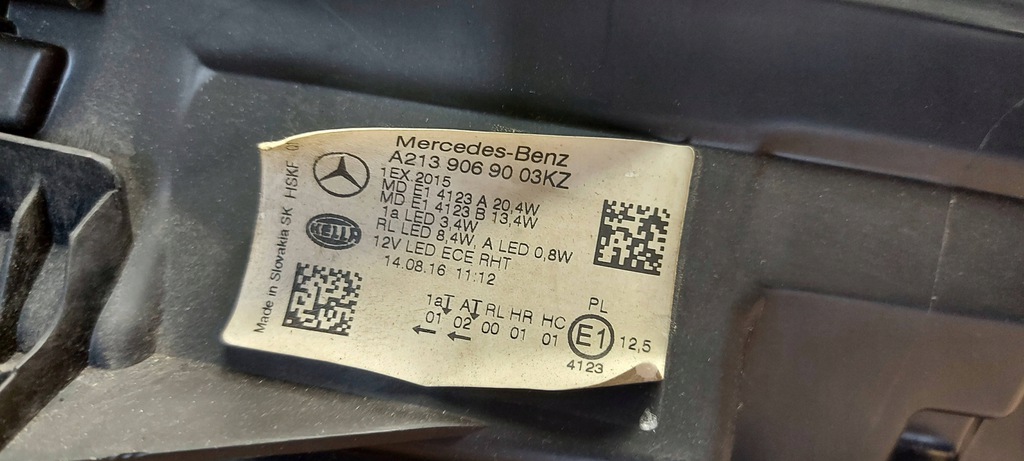 Mercedes-Benz
A213 906 90 03KZ
1EX 2015
MD E1 4123 A 20,4W
MD E1 4123 B 13,4W
1a LED 3,4W
RL LED 8,4W, A LED 0,8W
12V LED ECE RHT
14.08.16 11:12
HELLA
Made in Slovakia SK HSKF
1a A RL HR HC
01 02 00 01 01
PL
E1
12,5
4123